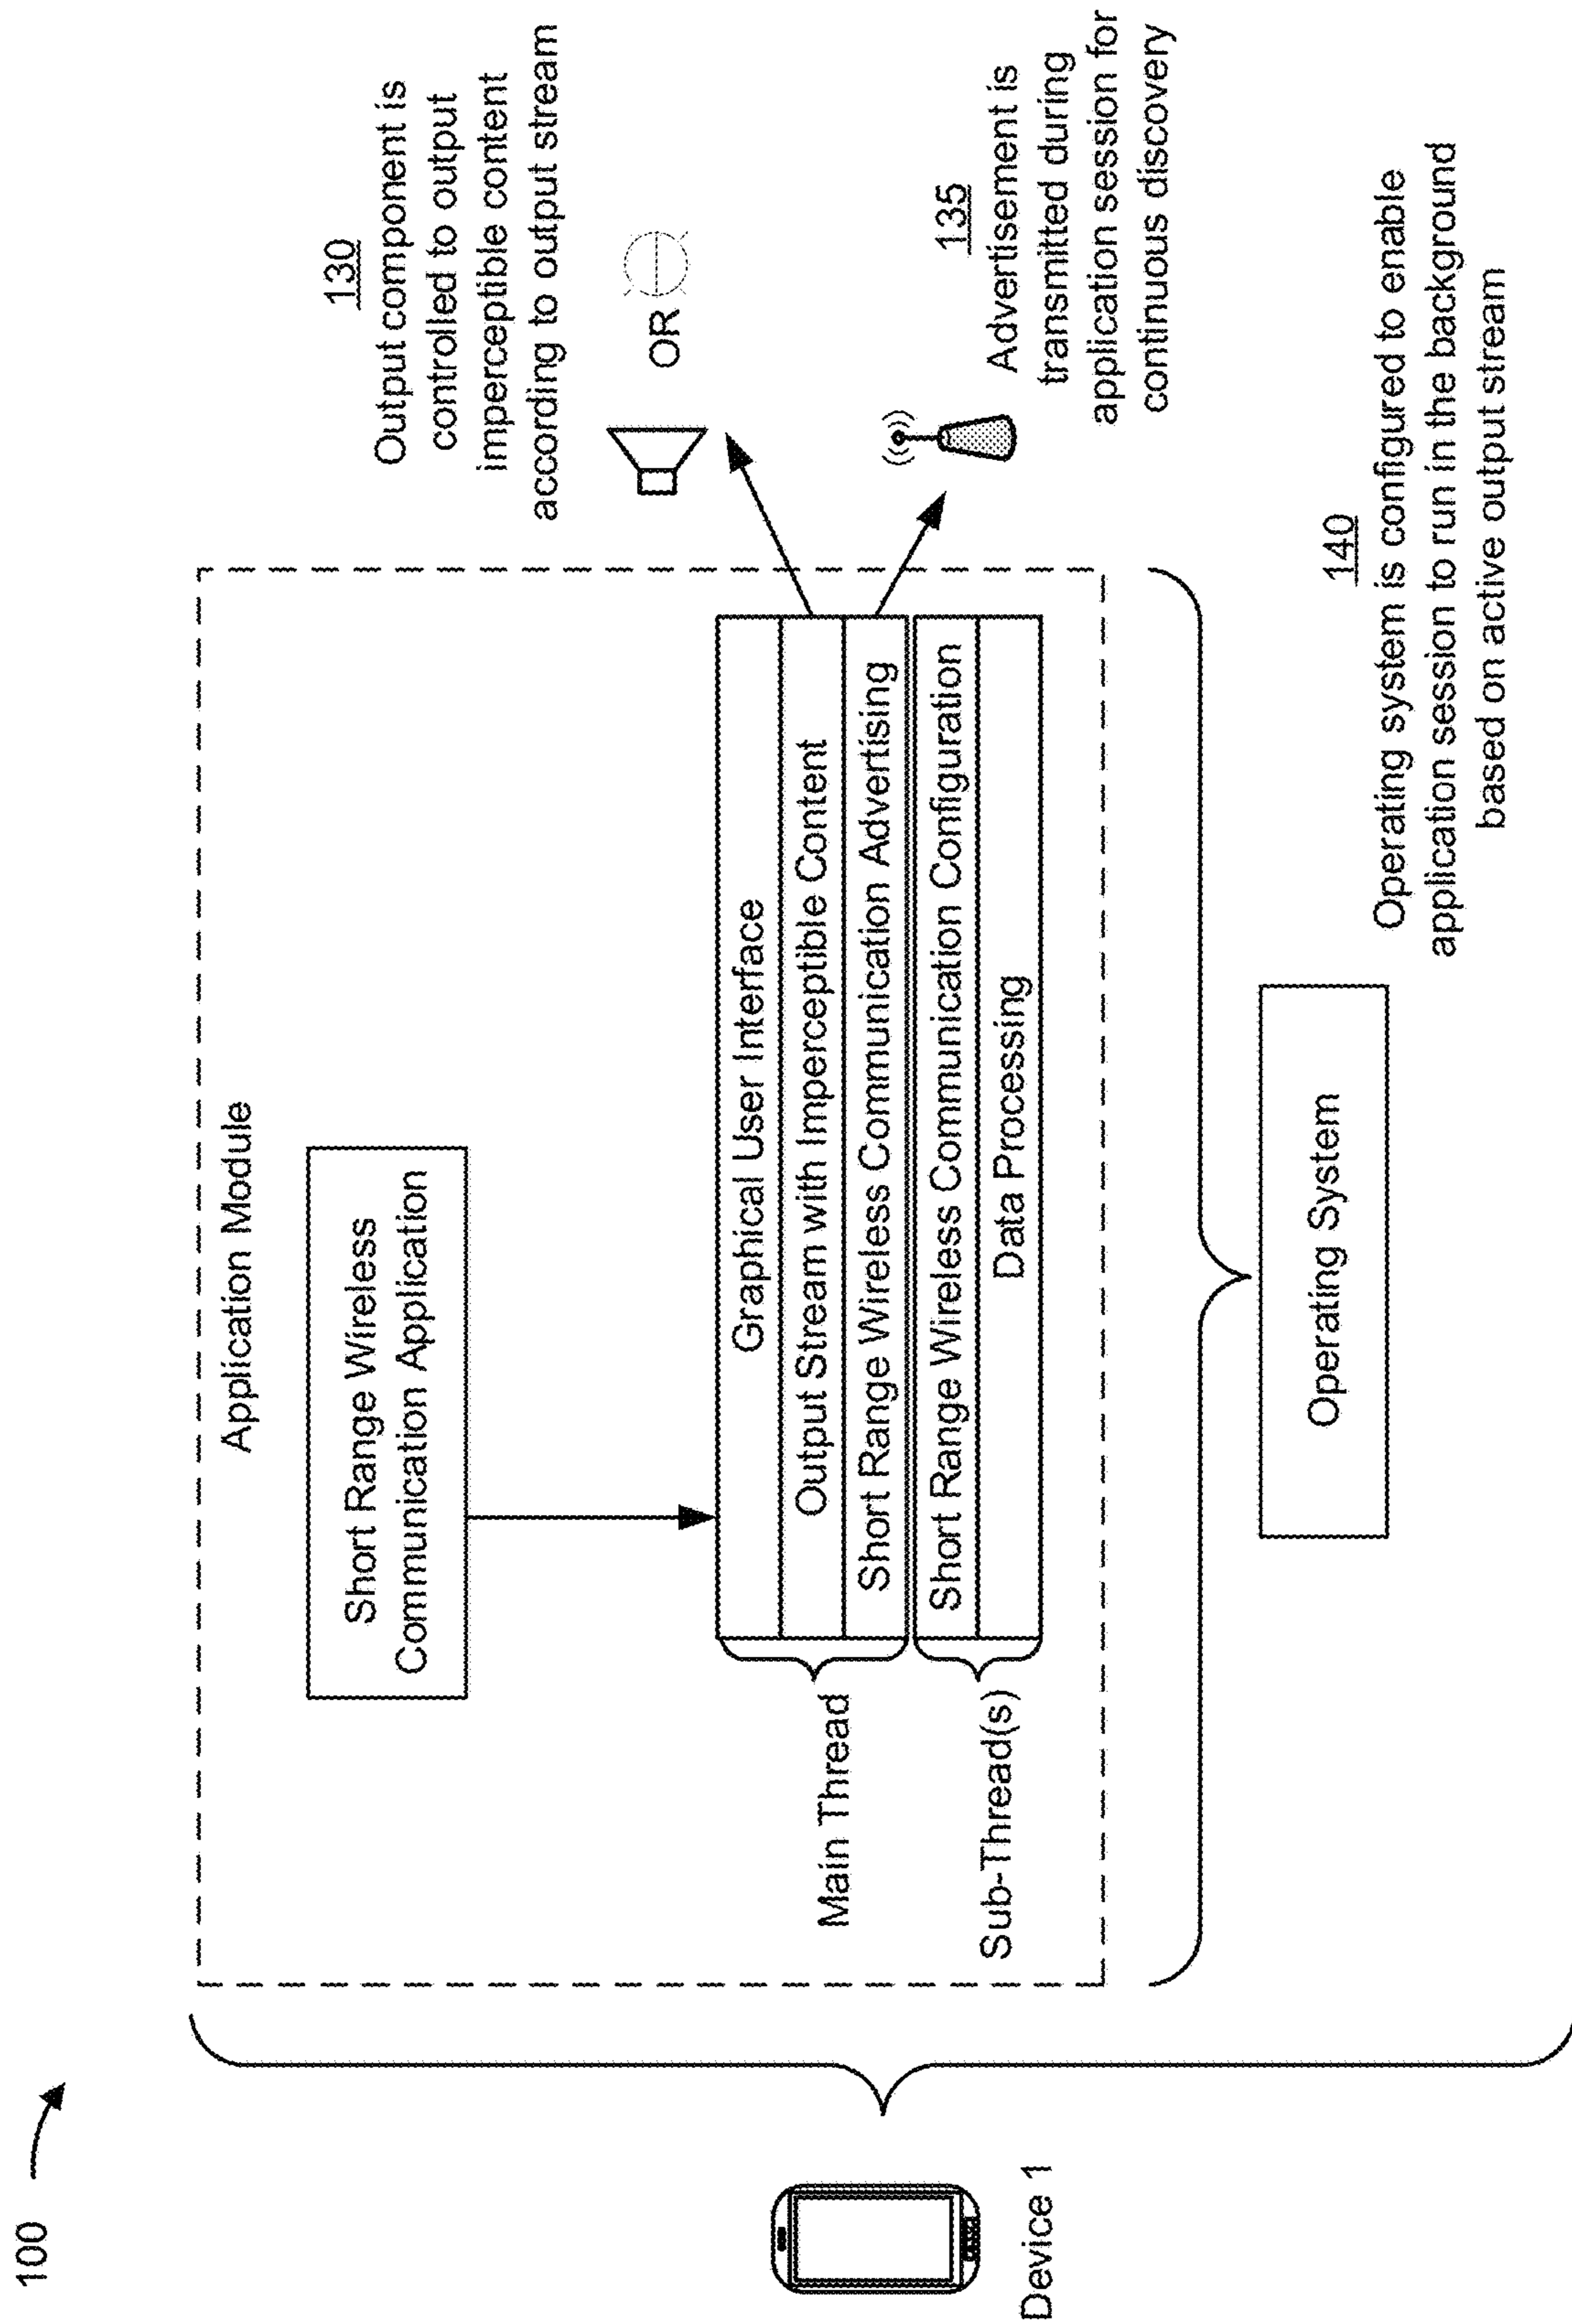 100
Device 1
Application Module
Short Range Wireless
Communication Application
Main Thread
Graphical User Interface
Output Stream with Imperceptible Content
Short Range Wireless Communication Advertising
Sub-Thread(s)
Short Range Wireless Communication Configuration
Data Processing
Operating System
130
Output component is
controlled to output
imperceptible content
according to output stream
OR
135
Advertisement is
transmitted during
application session for
continuous discovery
140
Operating system is configured to enable
application session to run in the background
based on active output stream